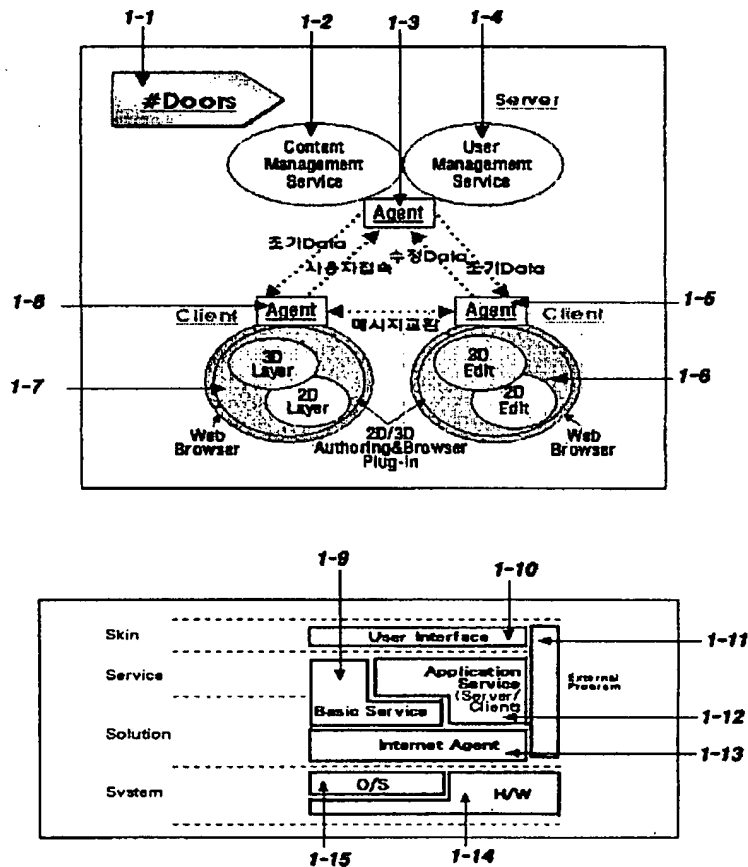 1-1
1-2
1-3
1-4
#Doors
Server
Content
Management
Service
User
Management
Service
Agent
초기Data
사용자접속
수정Data
초기Data
1-8
Client
Agent
메시지교환
Agent
Client
1-5
3D
Layer
2D
Layer
3D
Edit
2D
Edit
1-7
1-6
Web
Browser
2D/3D
Authoring&Browser
Plug-In
Web
Browser
1-9
1-10
Skin
User Interface
1-11
Service
Application
Service
(Server/
Client)
External
Program
Basic Service
1-12
Solution
Internet Agent
1-13
System
O/S
H/W
1-15
1-14